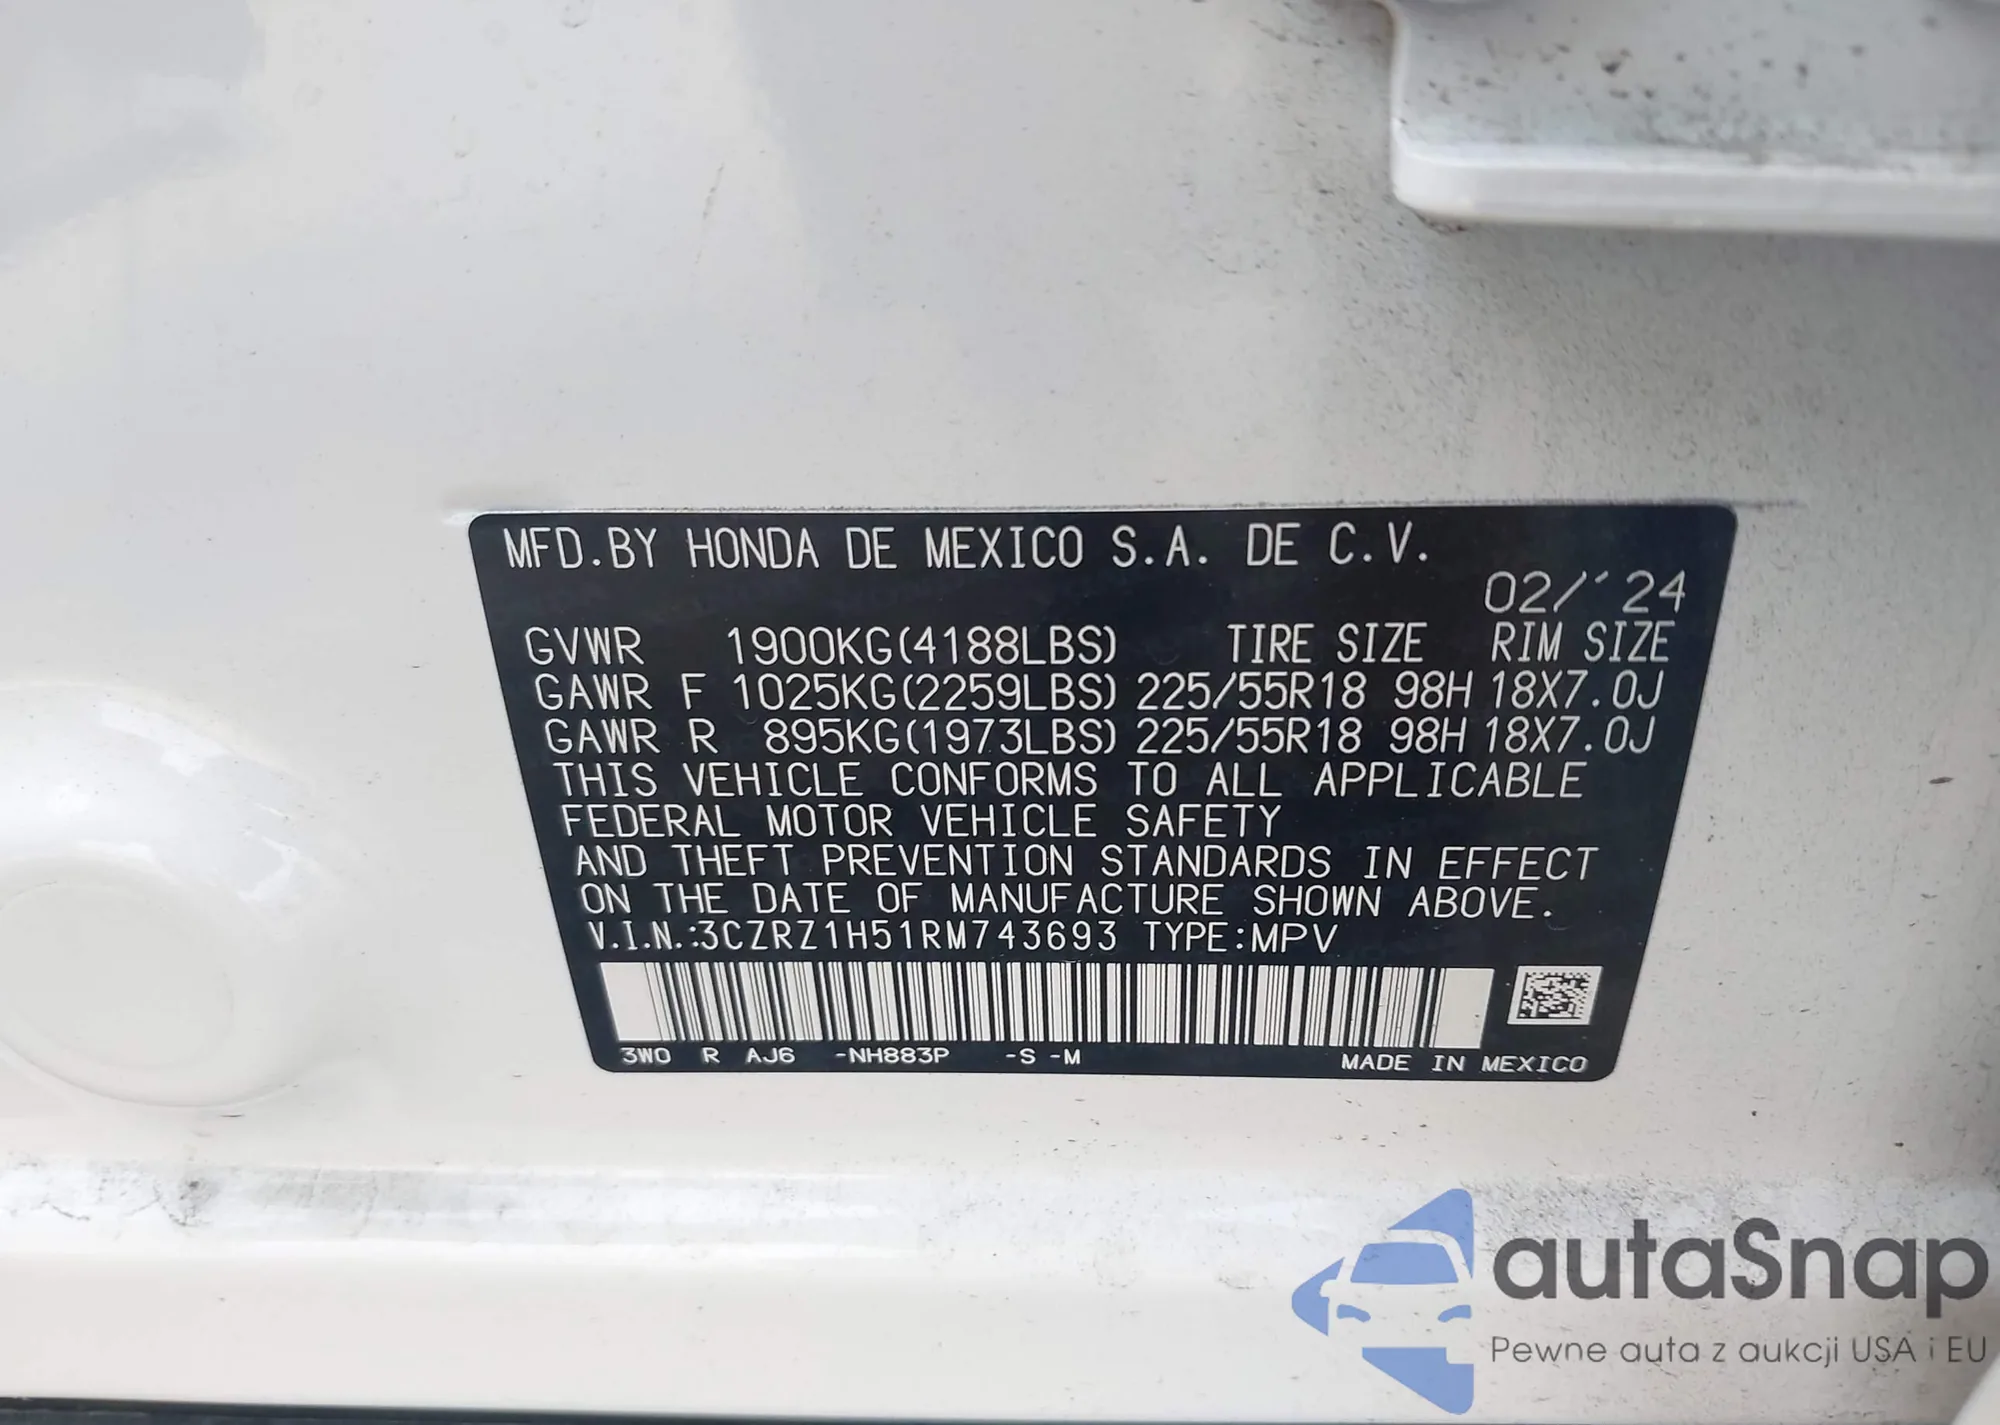 MFD.BY HONDA DE MEXICO S.A. DE C.V.
02/'24
GVWR 1900KG(4188LBS) TIRE SIZE RIM SIZE
GAWR F 1025KG(2259LBS) 225/55R18 98H 18X7.0J
GAWR R 895KG(1973LBS) 225/55R18 98H 18X7.0J
THIS VEHICLE CONFORMS TO ALL APPLICABLE
FEDERAL MOTOR VEHICLE SAFETY
AND THEFT PREVENTION STANDARDS IN EFFECT
ON THE DATE OF MANUFACTURE SHOWN ABOVE.
V.I.N.:3CZRZ1H51RM743693 TYPE:MPV
3W0 R AJ6 -NH883P -S -M MADE IN MEXICO
autaSnap
Pewne auta z aukcji USA i EU